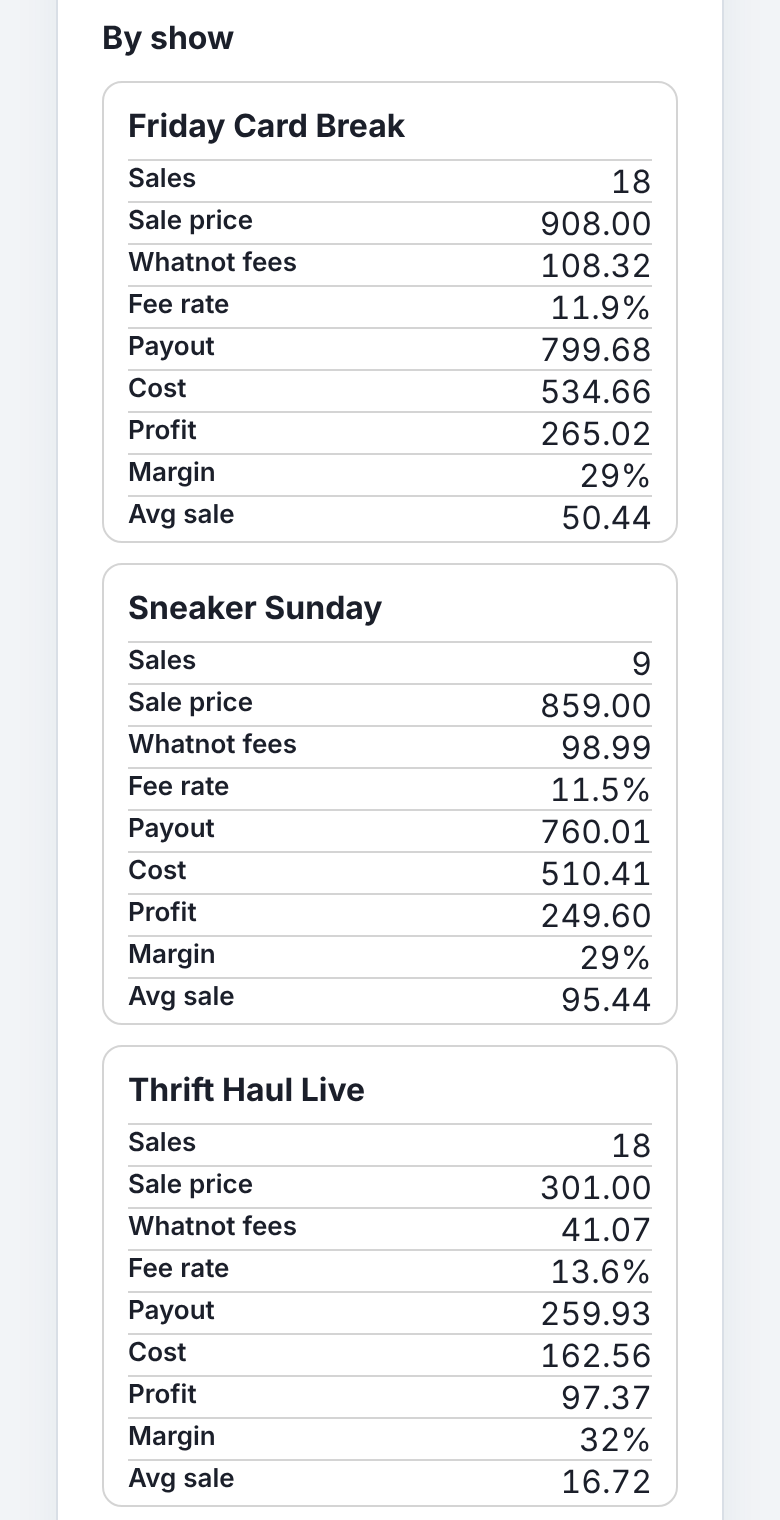 By show
Friday Card Break
Sales 18
Sale price 908.00
Whatnot fees 108.32
Fee rate 11.9%
Payout 799.68
Cost 534.66
Profit 265.02
Margin 29%
Avg sale 50.44
Sneaker Sunday
Sales 9
Sale price 859.00
Whatnot fees 98.99
Fee rate 11.5%
Payout 760.01
Cost 510.41
Profit 249.60
Margin 29%
Avg sale 95.44
Thrift Haul Live
Sales 18
Sale price 301.00
Whatnot fees 41.07
Fee rate 13.6%
Payout 259.93
Cost 162.56
Profit 97.37
Margin 32%
Avg sale 16.72